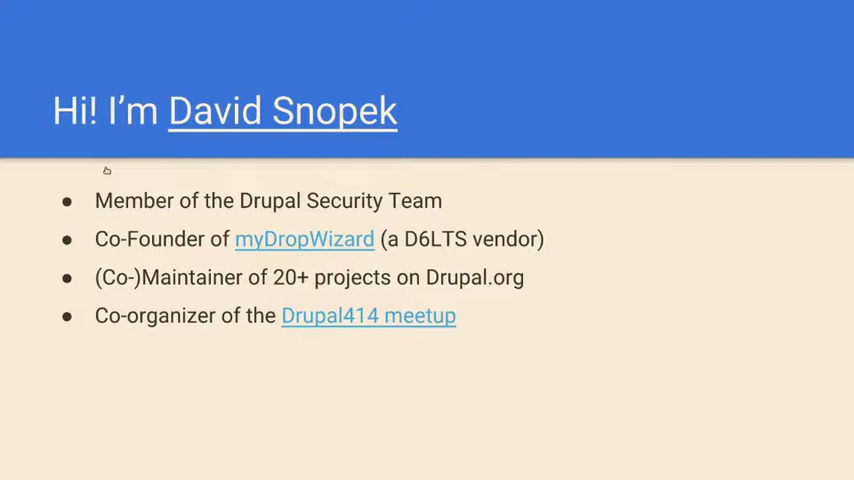 Hi! I’m David Snopek
● Member of the Drupal Security Team
● Co-Founder of myDropWizard (a D6LTS vendor)
● (Co-)Maintainer of 20+ projects on Drupal.org
● Co-organizer of the Drupal414 meetup